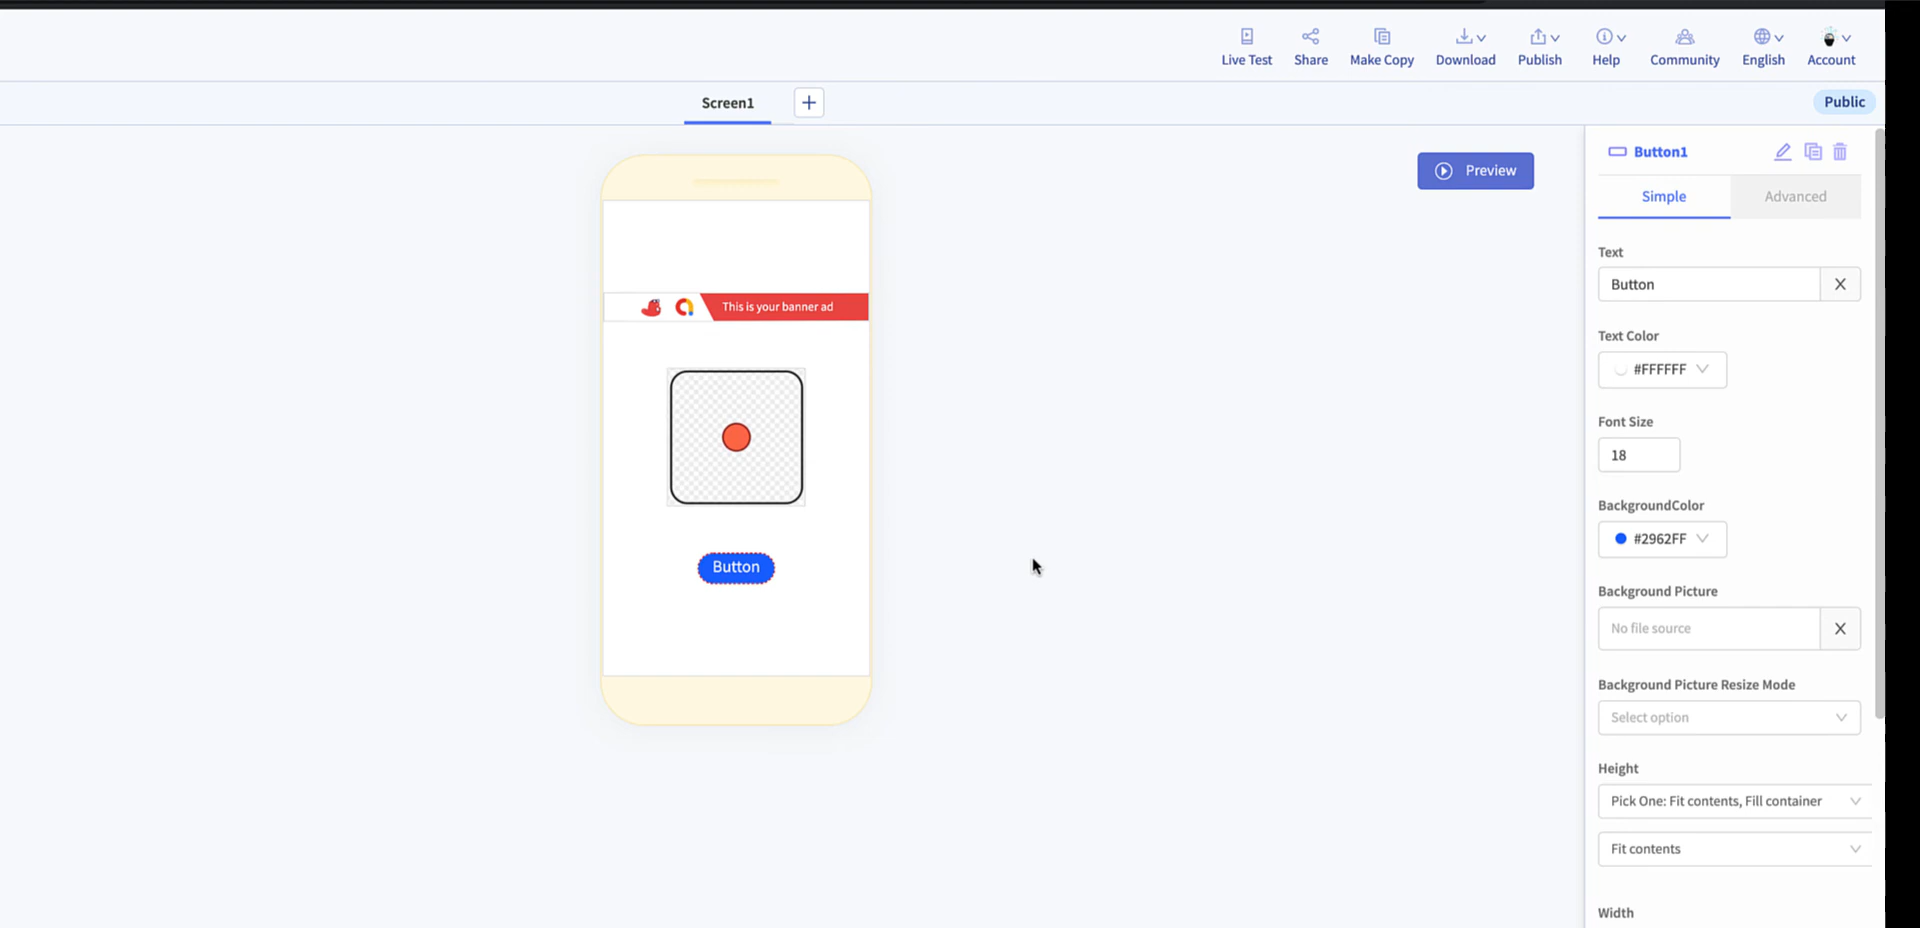 Live Test
Share
Make Copy
Download
Publish
Help
Community
English
Account
Screen1
+
Public
Preview
Button1
Simple
Advanced
This is your banner ad
Button
Text
Button
X
Text Color
#FFFFFF
Font Size
18
BackgroundColor
#2962FF
Background Picture
No file source
X
Background Picture Resize Mode
Select option
Height
Pick One: Fit contents, Fill container
Fit contents
Width